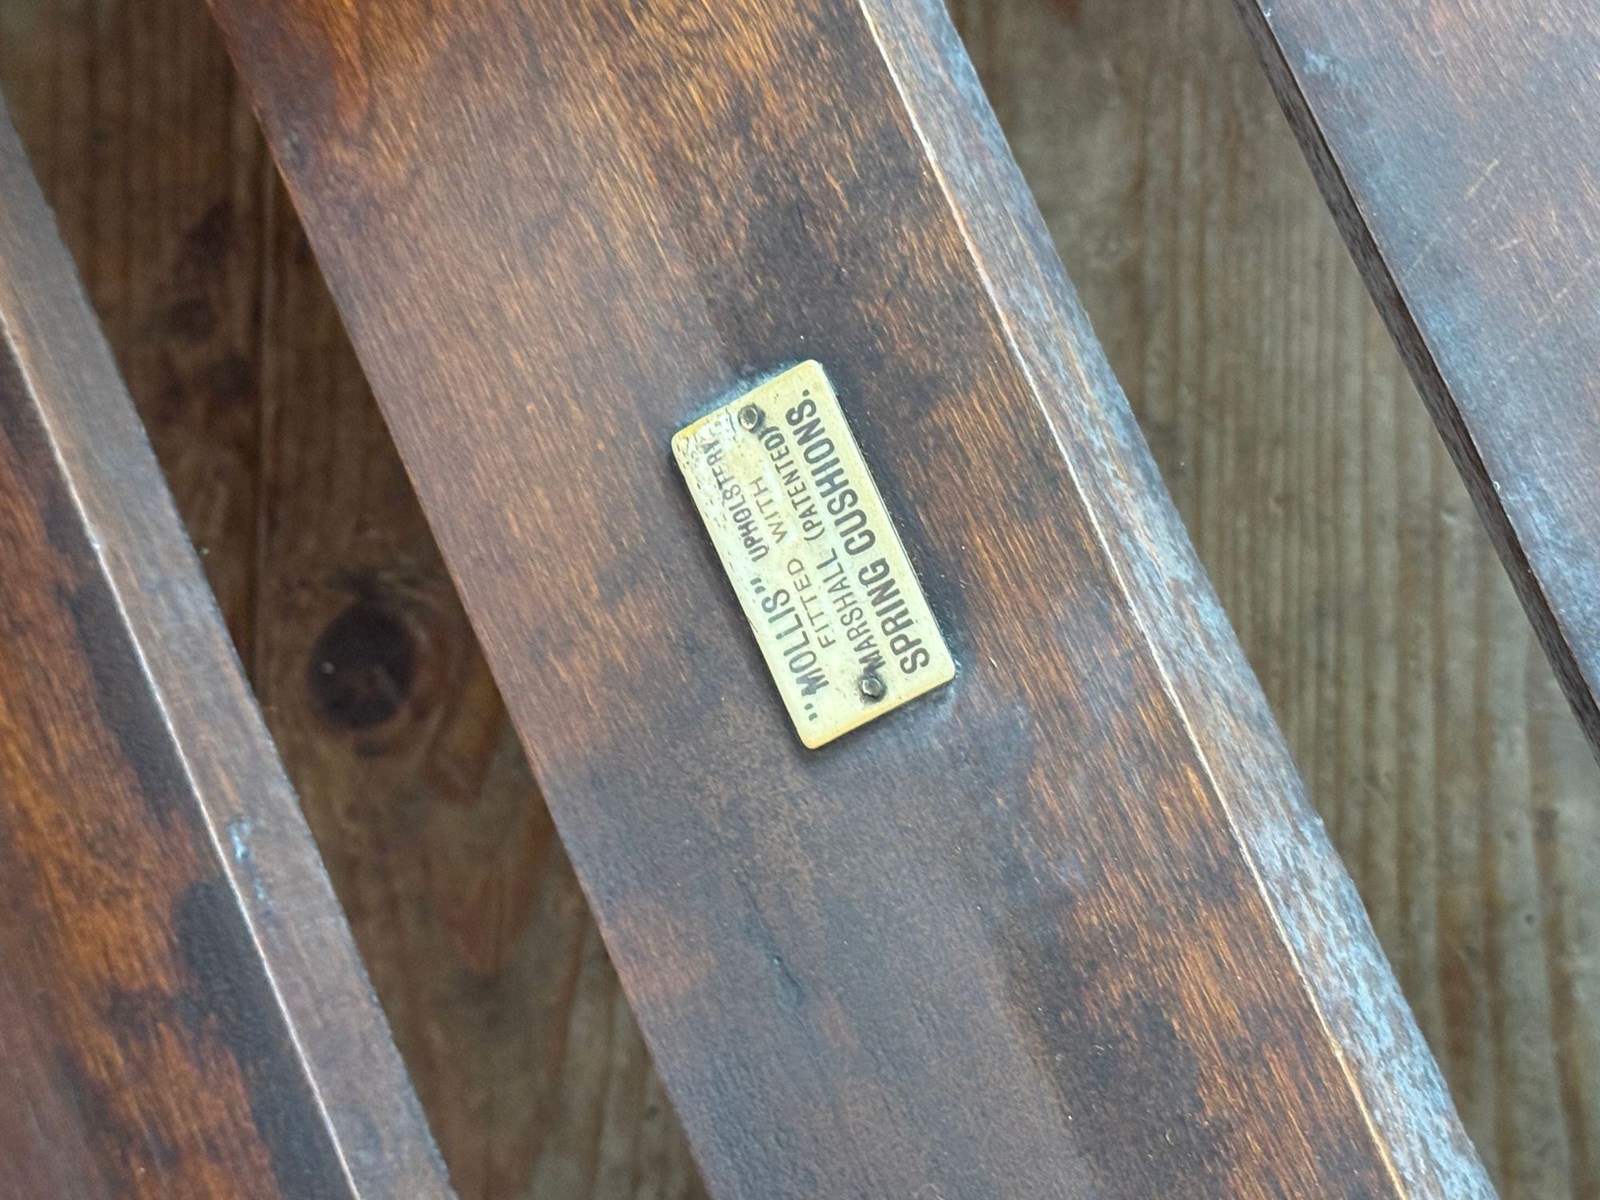 "MOLLIS" UPHOLSTERY
FITTED WITH
MARSHALL (PATENTED)
SPRING CUSHIONS.